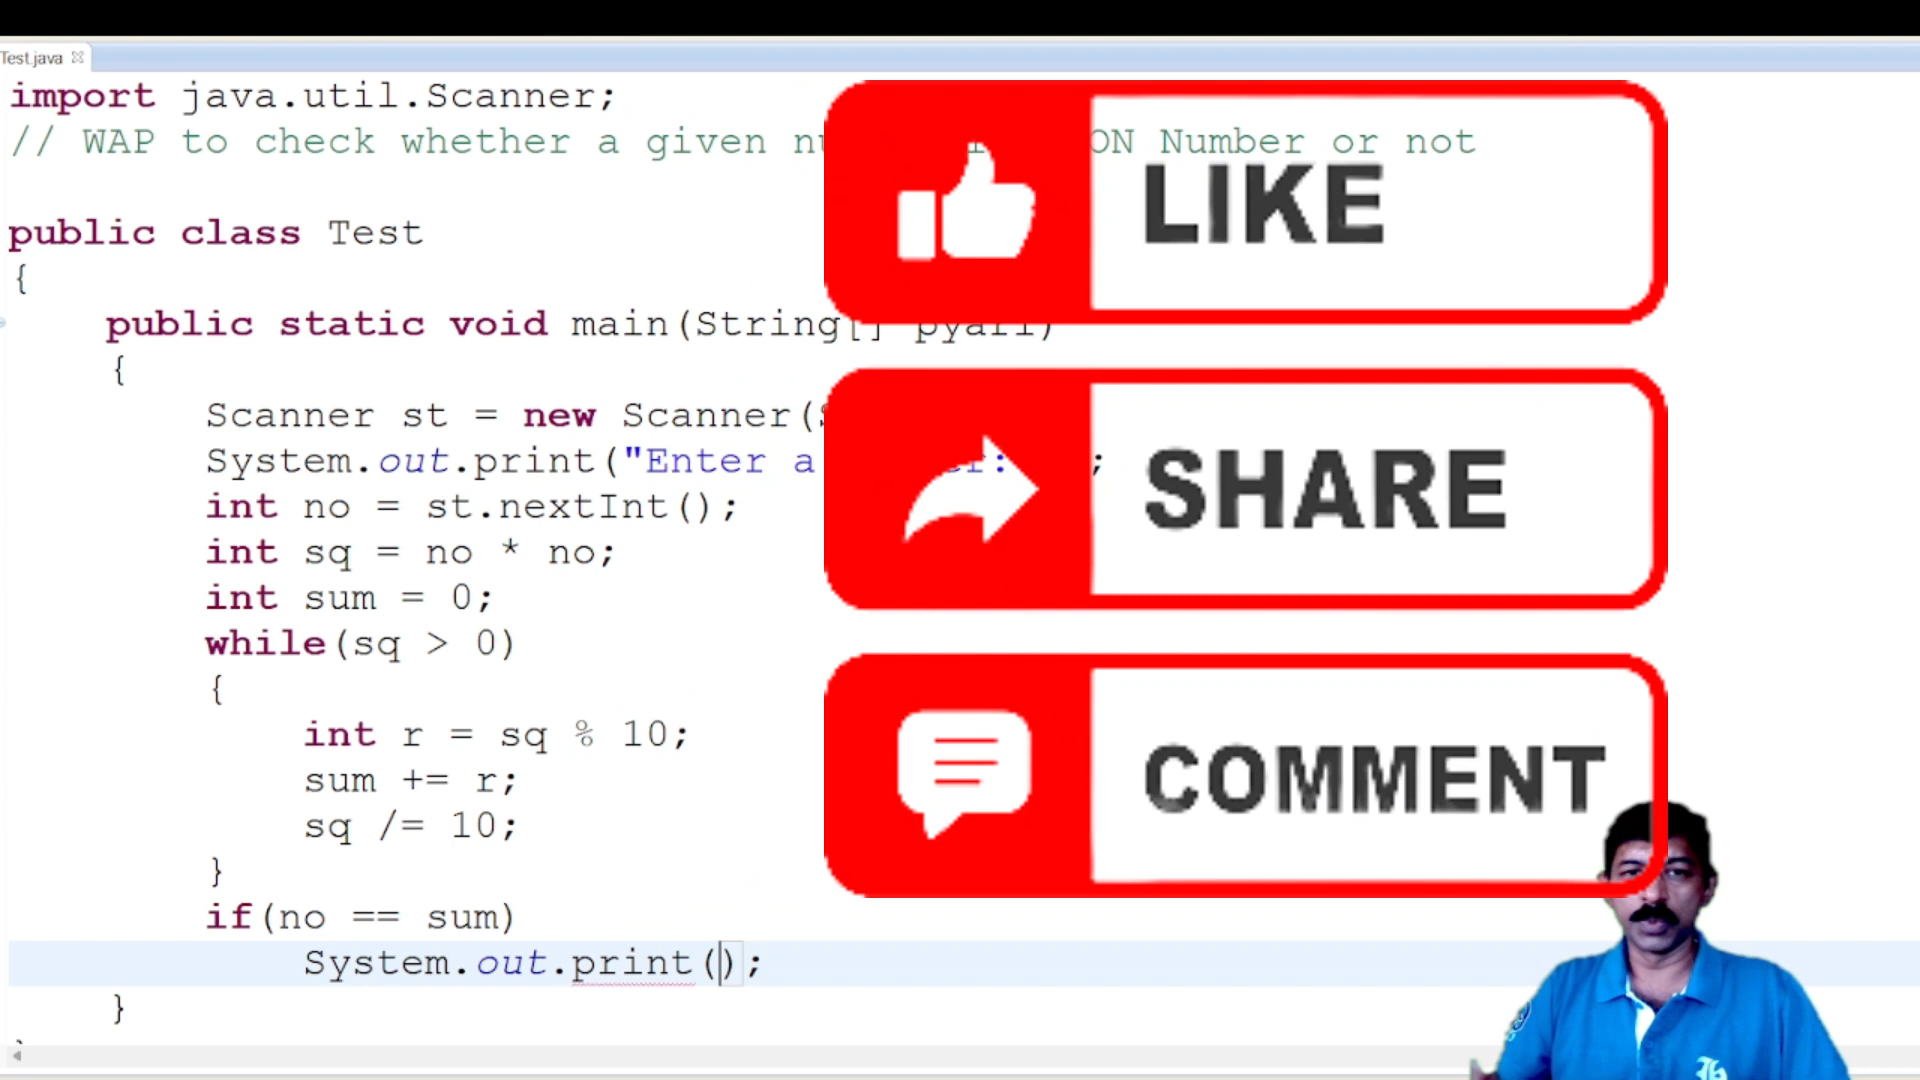 Test.java
import java.util.Scanner;
// WAP to check whether a given ON Number or not
public class Test
{
public static void main(String[] pyari)
{
Scanner st = new Scanner(
System.out.print("Enter a
int no = st.nextInt();
int sq = no * no;
int sum = 0;
while(sq > 0)
{
int r = sq % 10;
sum += r;
sq /= 10;
}
if(no == sum)
System.out.print();
}
LIKE
SHARE
COMMENT